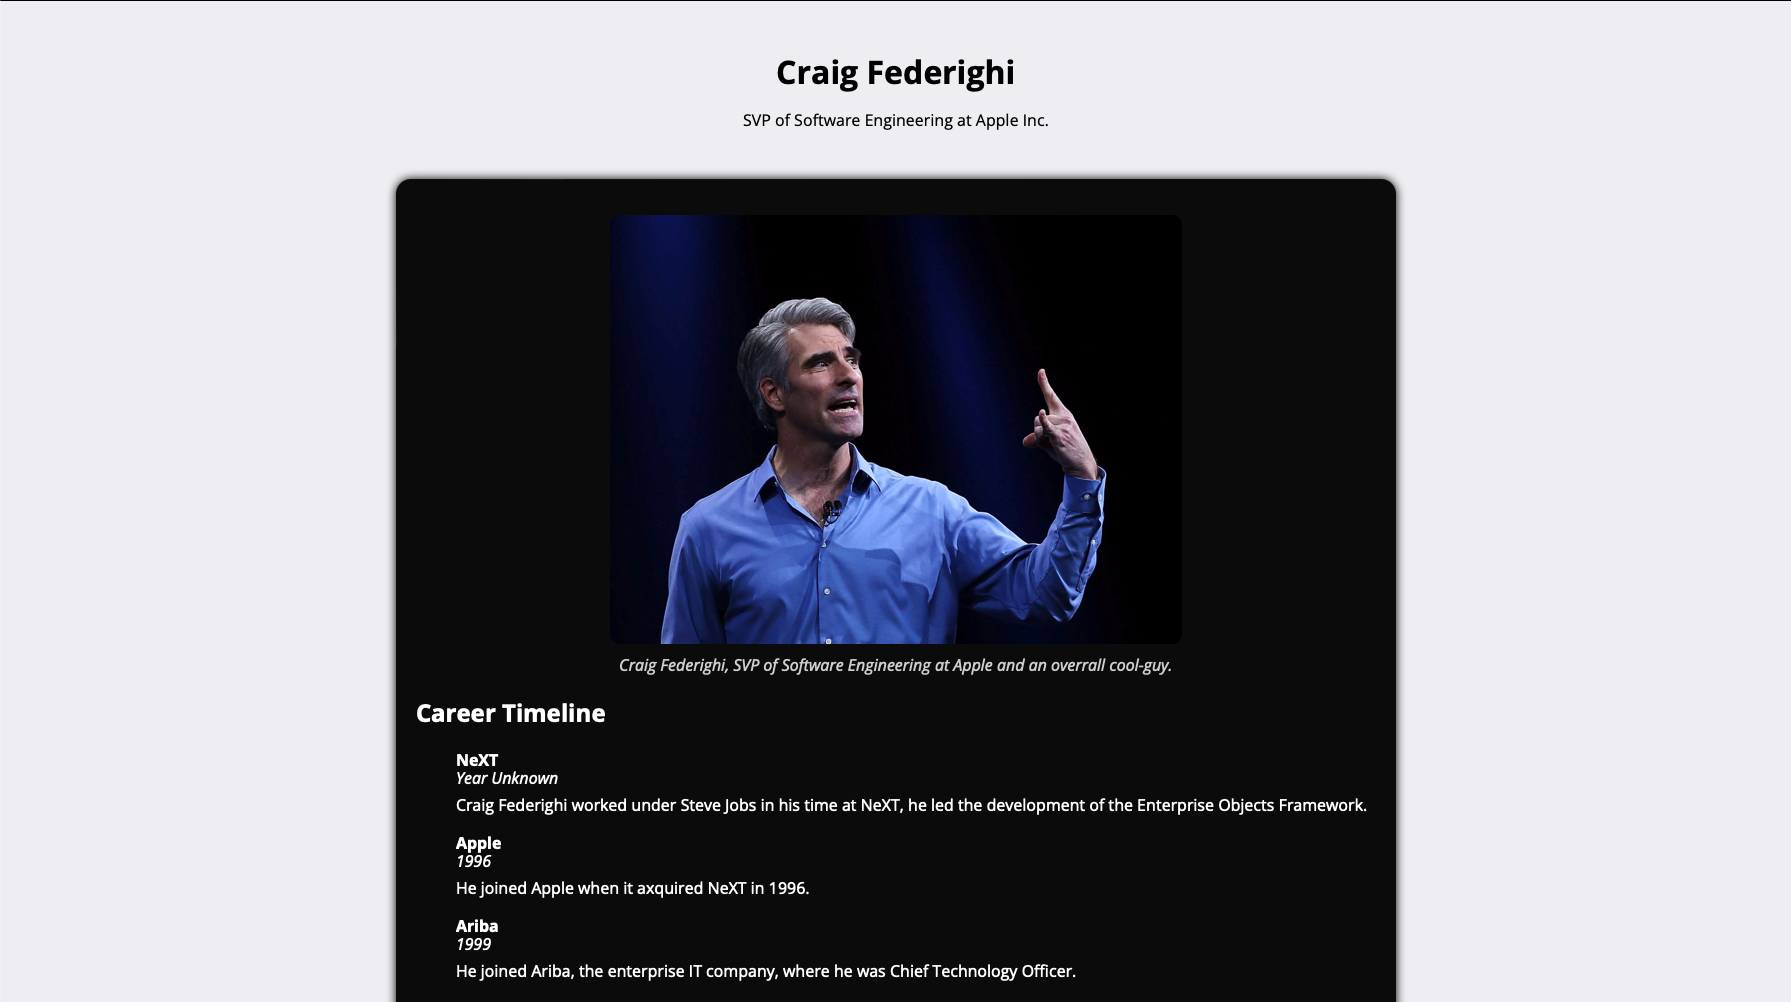 Craig Federighi
SVP of Software Engineering at Apple Inc.
Craig Federighi, SVP of Software Engineering at Apple and an overrall cool-guy.
Career Timeline
NeXT
Year Unknown
Craig Federighi worked under Steve Jobs in his time at NeXT, he led the development of the Enterprise Objects Framework.
Apple
1996
He joined Apple when it axquired NeXT in 1996.
Ariba
1999
He joined Ariba, the enterprise IT company, where he was Chief Technology Officer.